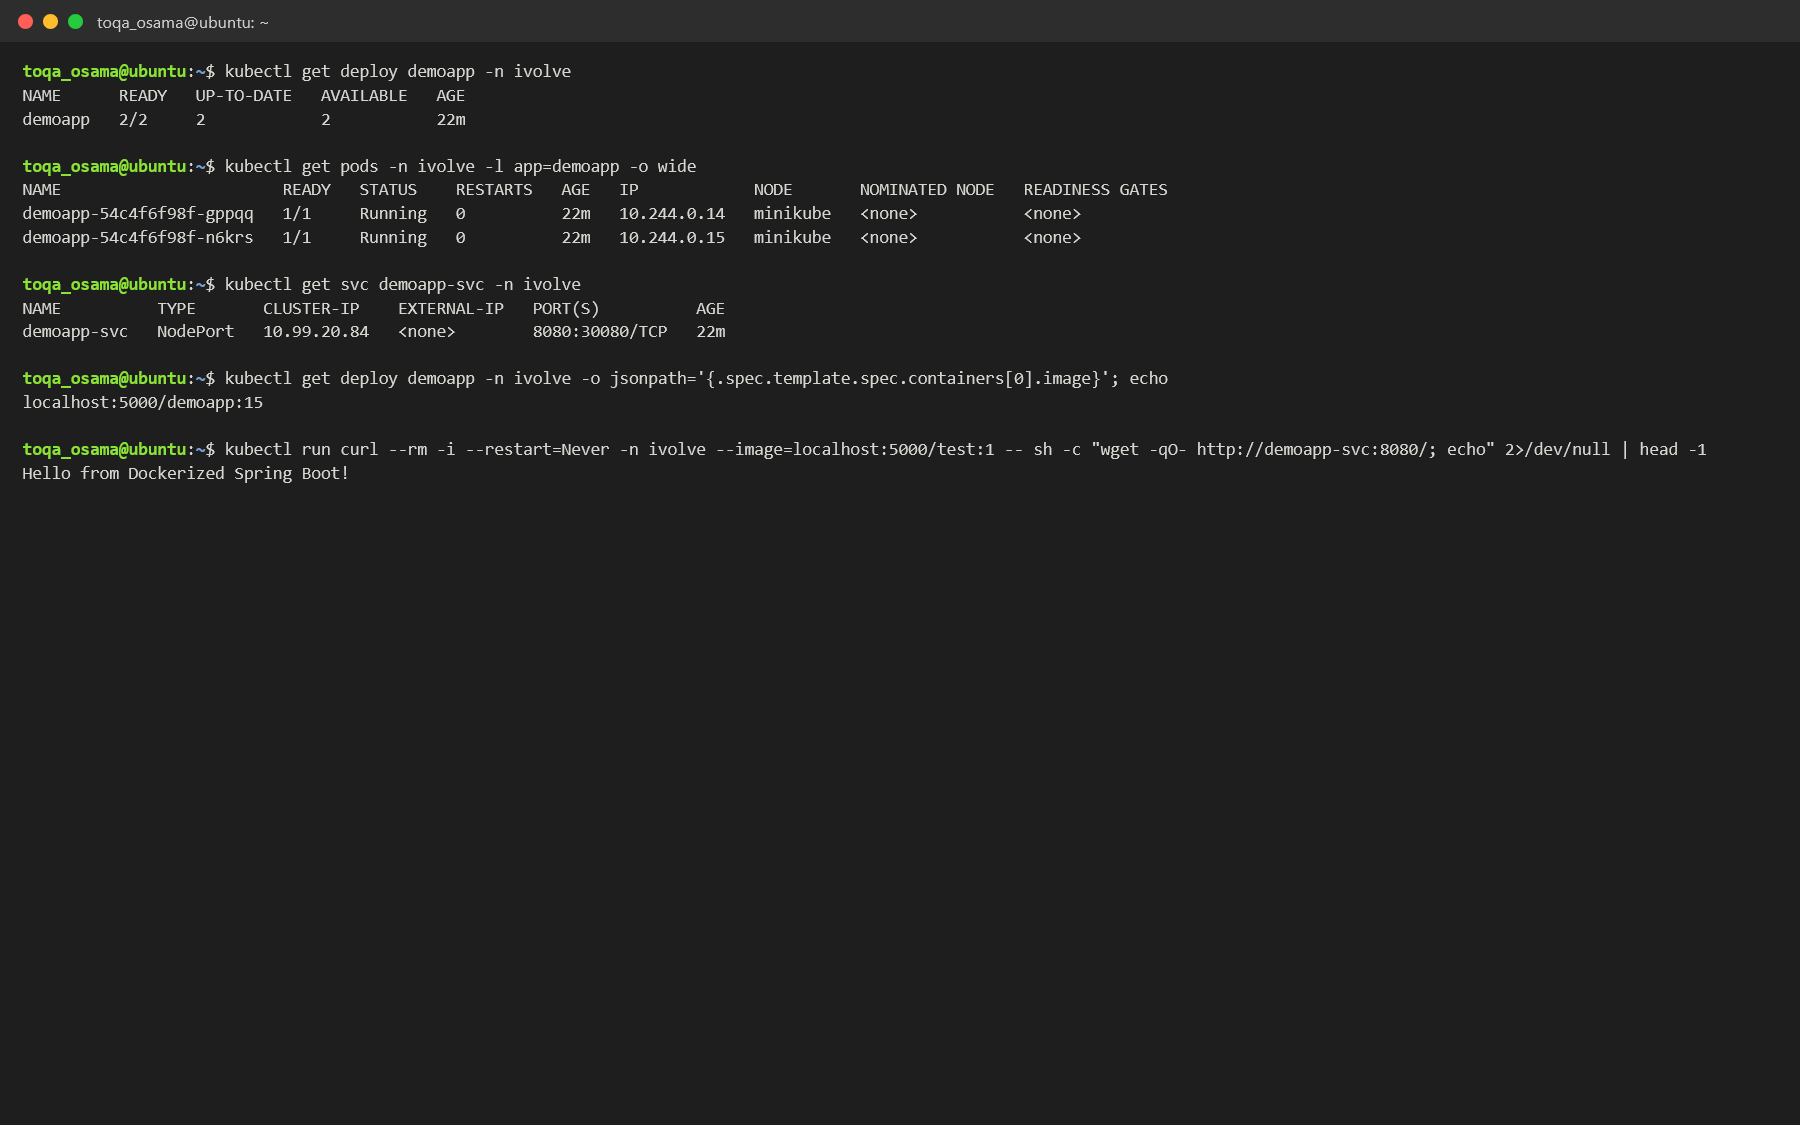 toqa_osama@ubuntu: ~
toqa_osama@ubuntu:~$ kubectl get deploy demoapp -n ivolve
NAME      READY   UP-TO-DATE   AVAILABLE   AGE
demoapp   2/2     2            2           22m
toqa_osama@ubuntu:~$ kubectl get pods -n ivolve -l app=demoapp -o wide
NAME                       READY   STATUS    RESTARTS   AGE   IP            NODE       NOMINATED NODE   READINESS GATES
demoapp-54c4f6f98f-gppqq   1/1     Running   0          22m   10.244.0.14   minikube   <none>           <none>
demoapp-54c4f6f98f-n6krs   1/1     Running   0          22m   10.244.0.15   minikube   <none>           <none>
toqa_osama@ubuntu:~$ kubectl get svc demoapp-svc -n ivolve
NAME          TYPE       CLUSTER-IP    EXTERNAL-IP   PORT(S)          AGE
demoapp-svc   NodePort   10.99.20.84   <none>        8080:30080/TCP   22m
toqa_osama@ubuntu:~$ kubectl get deploy demoapp -n ivolve -o jsonpath='{.spec.template.spec.containers[0].image}'; echo
localhost:5000/demoapp:15
toqa_osama@ubuntu:~$ kubectl run curl --rm -i --restart=Never -n ivolve --image=localhost:5000/test:1 -- sh -c "wget -qO- http://demoapp-svc:8080/; echo" 2>/dev/null | head -1
Hello from Dockerized Spring Boot!